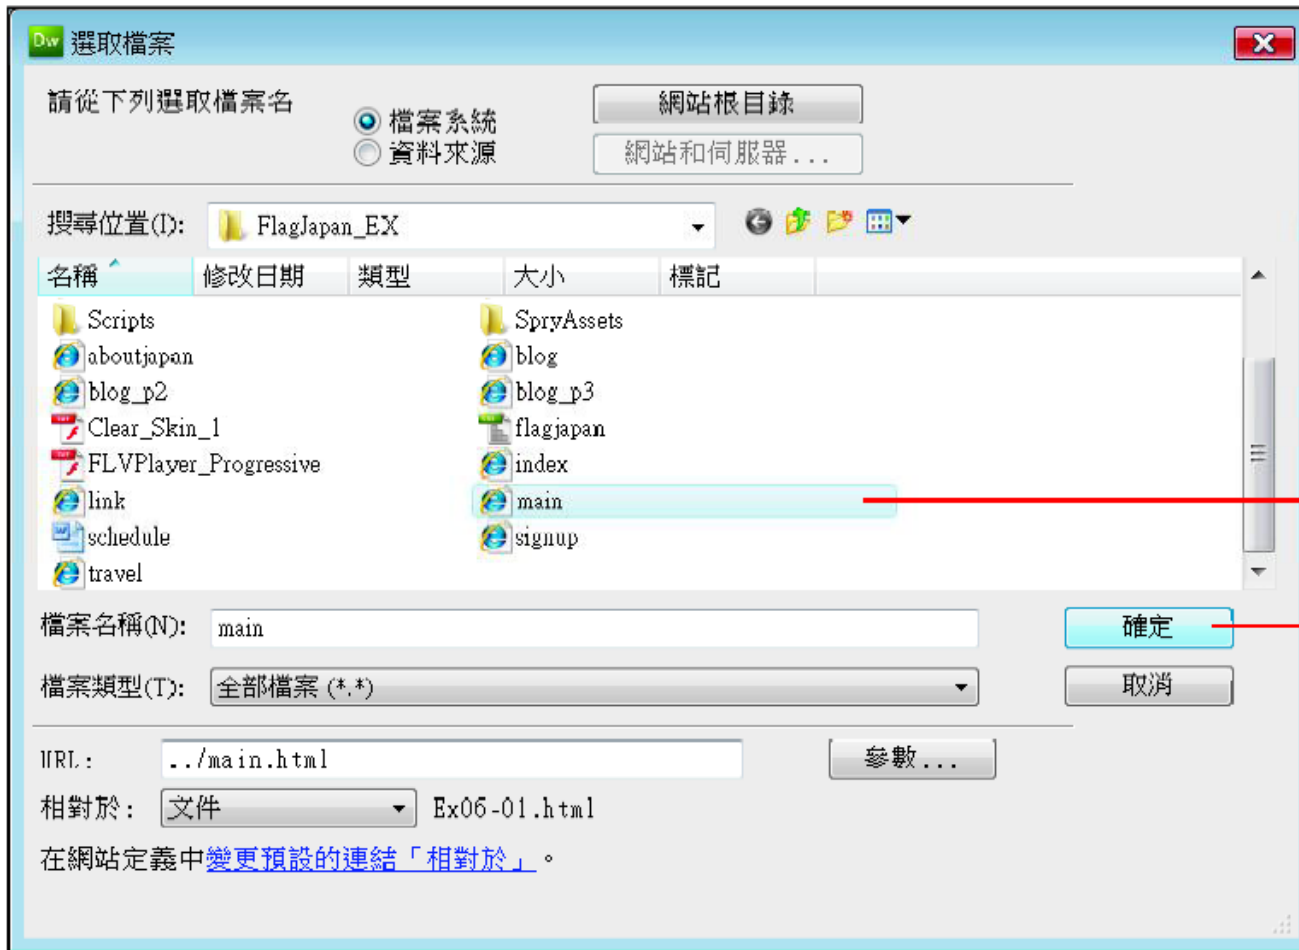 Dw 選取檔案
請從下列選取檔案名
檔案系統
資料來源
網站根目錄
網站和伺服器...
搜尋位置(I): FlagJapan_EX
名稱 修改日期 類型 大小 標記
Scripts SpryAssets
aboutjapan blog
blog_p2 blog_p3
Clear_Skin_1 flagjapan
FLVPlayer_Progressive index
link main
schedule signup
travel
檔案名稱(N): main 確定
檔案類型(T): 全部檔案 (*.*) 取消
URL: ../main.html 參數...
相對於: 文件 Ex06-01.html
在網站定義中變更預設的連結「相對於」。